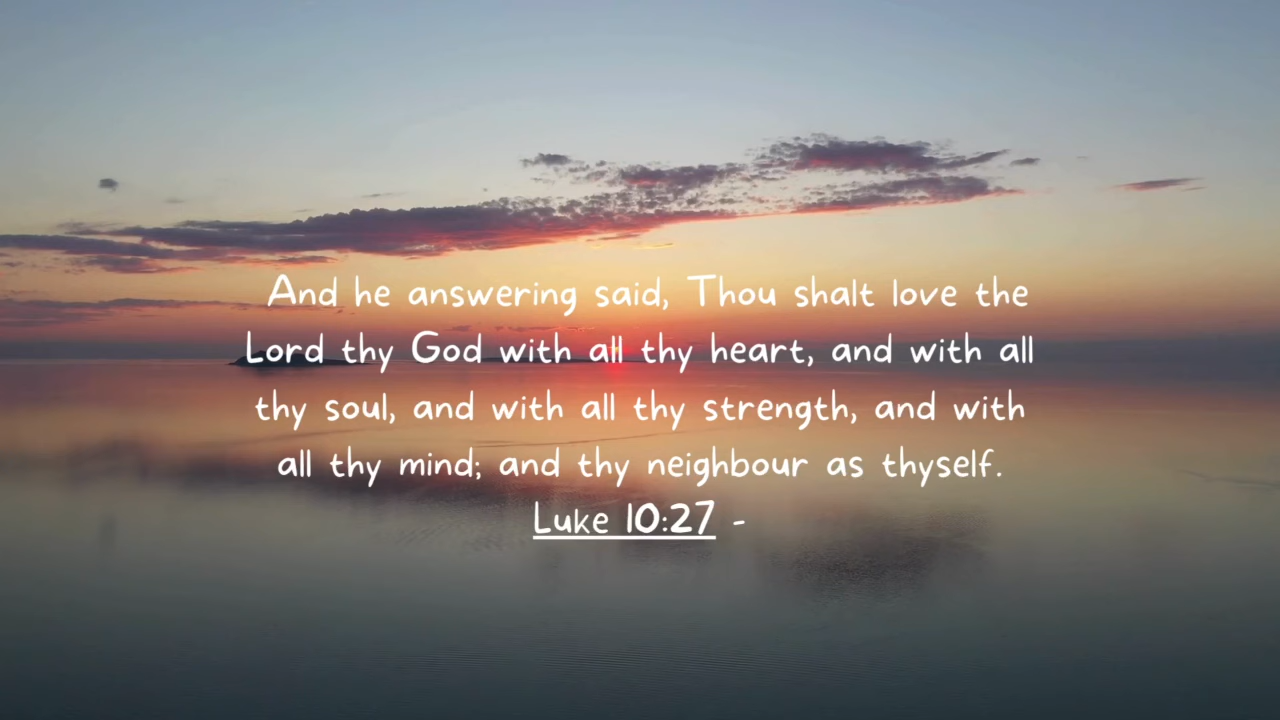 And he answering said, Thou shalt love the
Lord thy God with all thy heart, and with all
thy soul, and with all thy strength, and with
all thy mind; and thy neighbour as thyself.
Luke 10:27 -